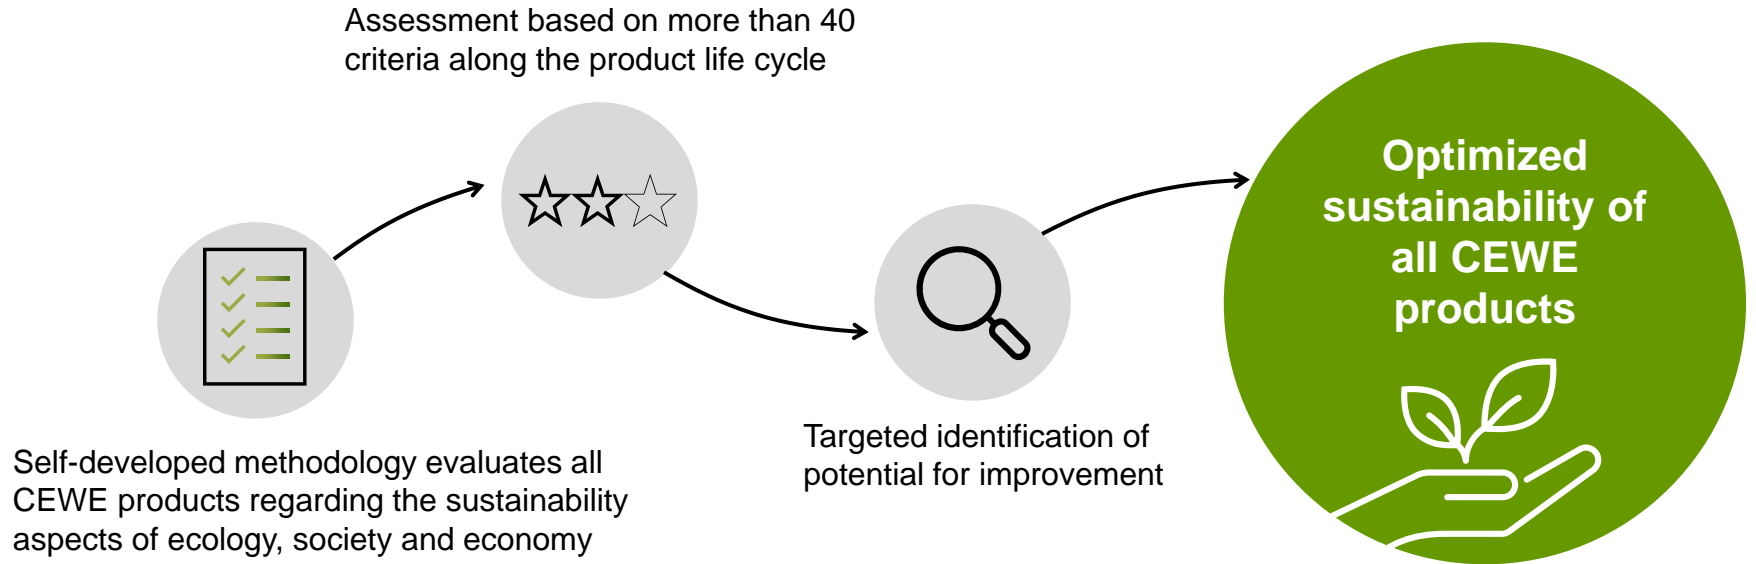 Assessment based on more than 40
criteria along the product life cycle
Self-developed methodology evaluates all
CEWE products regarding the sustainability
aspects of ecology, society and economy
Targeted identification of
potential for improvement
Optimized
sustainability of
all CEWE
products